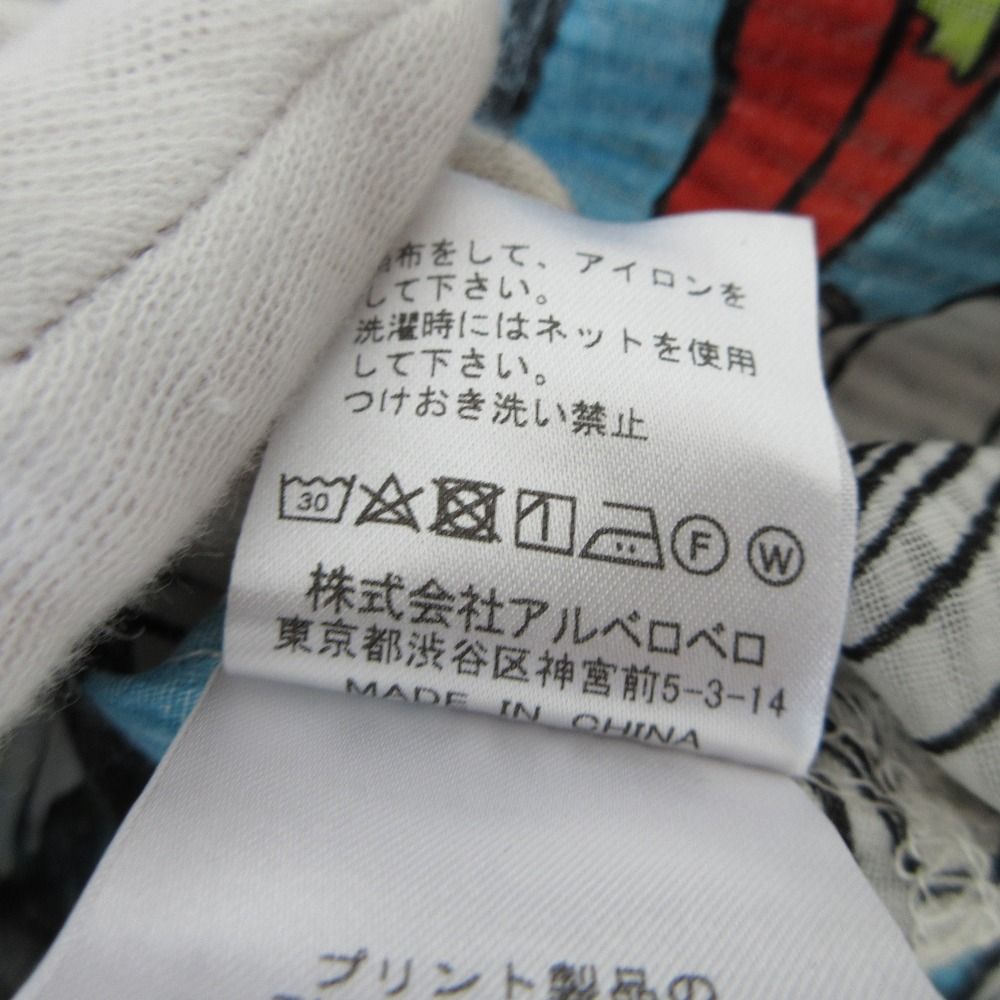 布をして、アイロンを
して下さい。
洗濯時にはネットを使用
して下さい。
つけおき洗い禁止
30 F W
株式会社アルベロベロ
東京都渋谷区神宮前5-3-14
MADE IN CHINA
プリント製品の